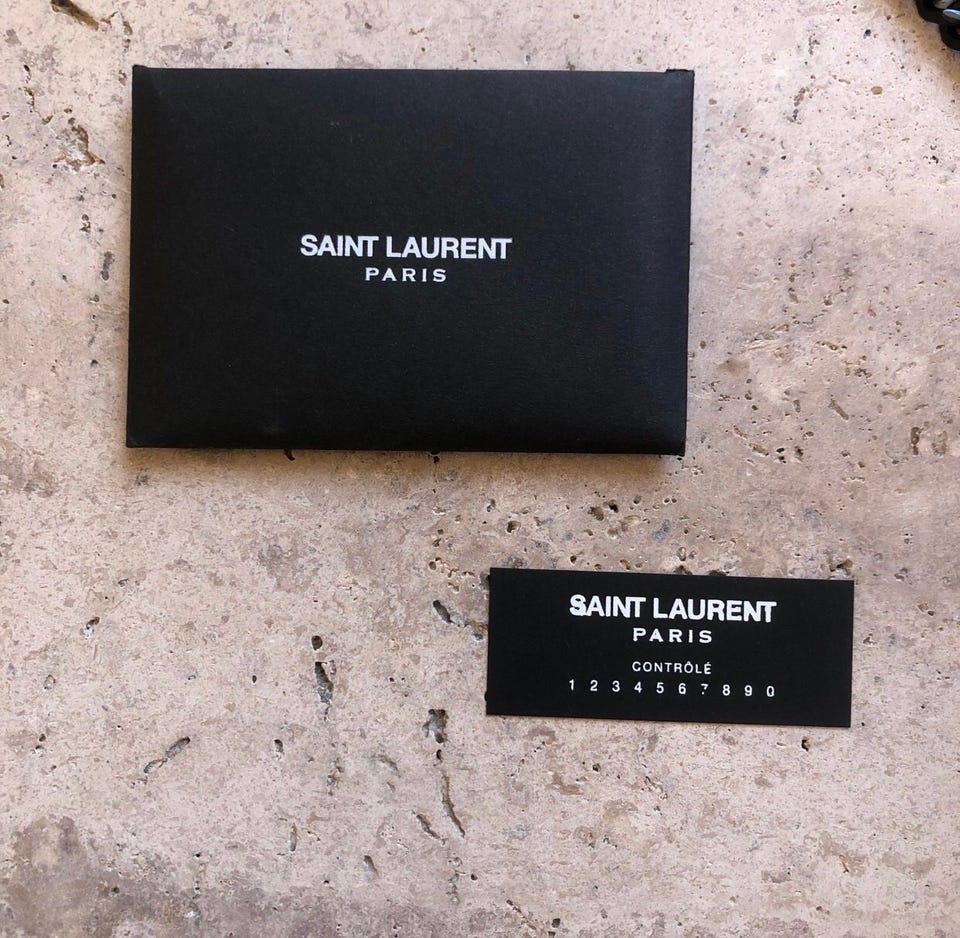 SAINT LAURENT
PARIS
SAINT LAURENT
PARIS
CONTRÔLÉ
1 2 3 4 5 6 7 8 9 0